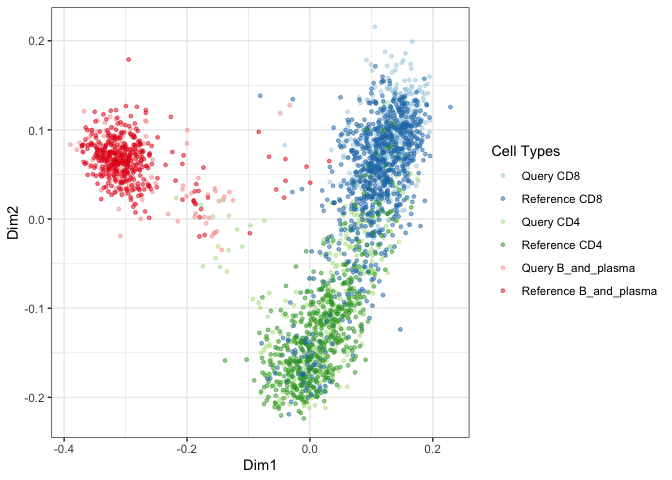 0.2
0.1
0.0
-0.1
-0.2
Dim2
-0.4
-0.2
0.0
0.2
Dim1
Cell Types
Query CD8
Reference CD8
Query CD4
Reference CD4
Query B_and_plasma
Reference B_and_plasma